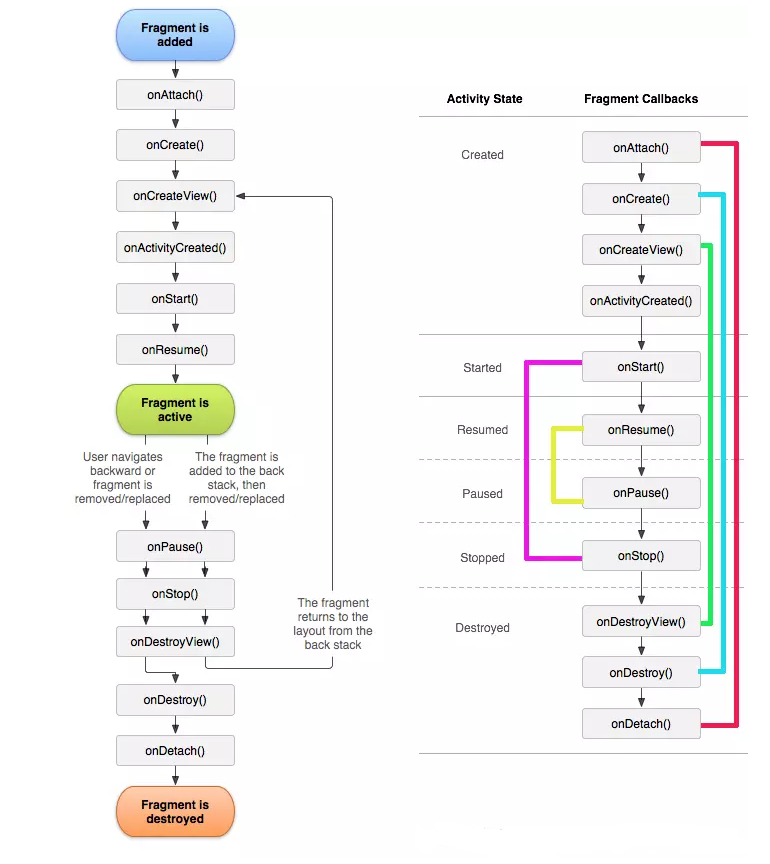 Fragment is
added
onAttach()
onCreate()
onCreateView()
onActivityCreated()
onStart()
onResume()
Fragment is
active
User navigates
backward or
fragment is
removed/replaced
The fragment is
added to the back
stack, then
removed/replaced
onPause()
onStop()
onDestroyView()
The fragment
returns to the
layout from the
back stack
onDestroy()
onDetach()
Fragment is
destroyed
Activity State
Fragment Callbacks
Created
onAttach()
onCreate()
onCreateView()
onActivityCreated()
Started
onStart()
Resumed
onResume()
Paused
onPause()
Stopped
onStop()
Destroyed
onDestroyView()
onDestroy()
onDetach()